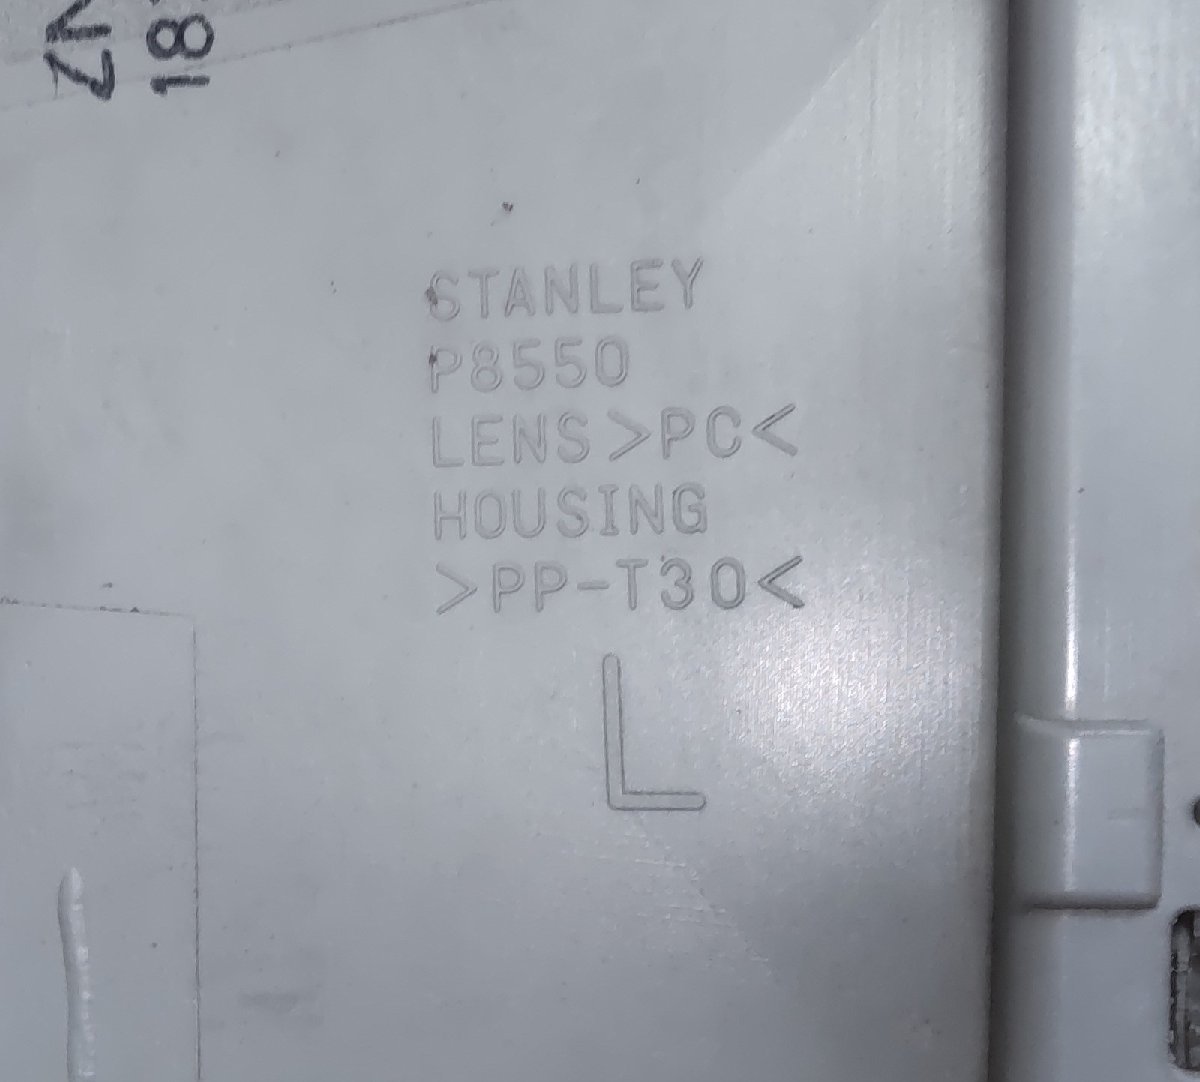 STANLEY
P8550
LENS>PC<
HOUSING
>PP-T30<
L